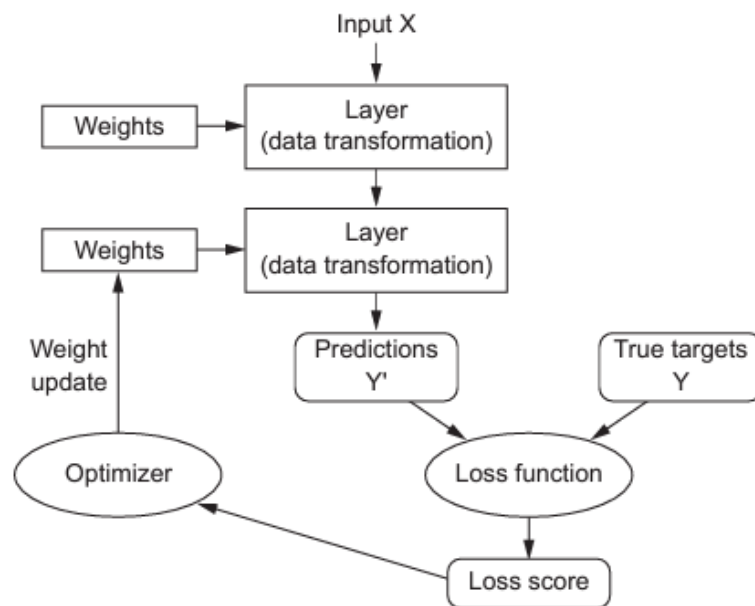 Input X
Layer
(data transformation)
Weights
Layer
(data transformation)
Weights
Predictions
Y'
True targets
Y
Weight
update
Optimizer
Loss function
Loss score